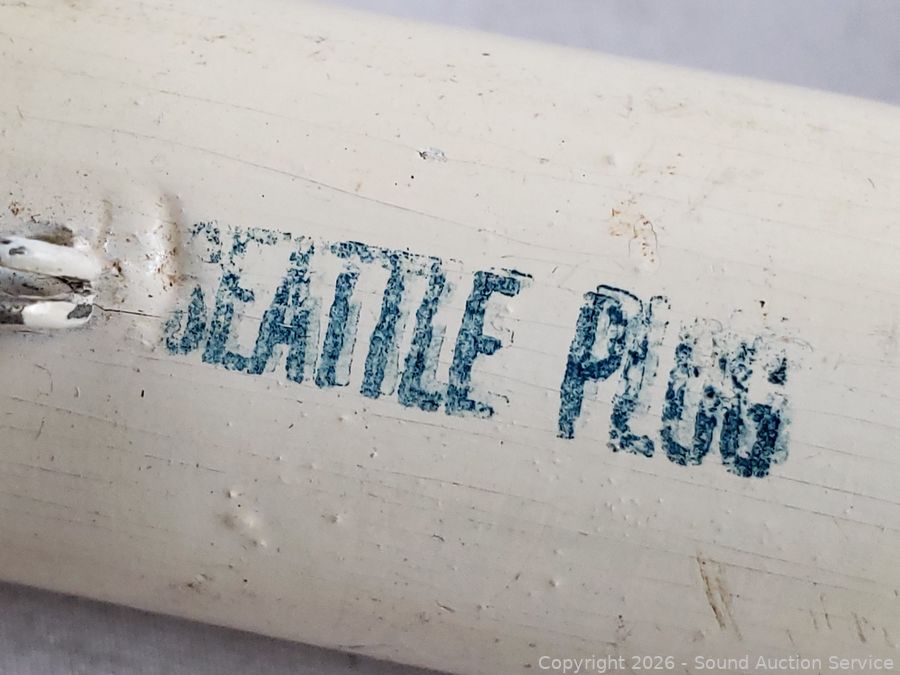 SEATTLE PLUG
Copyright 2026 - Sound Auction Service